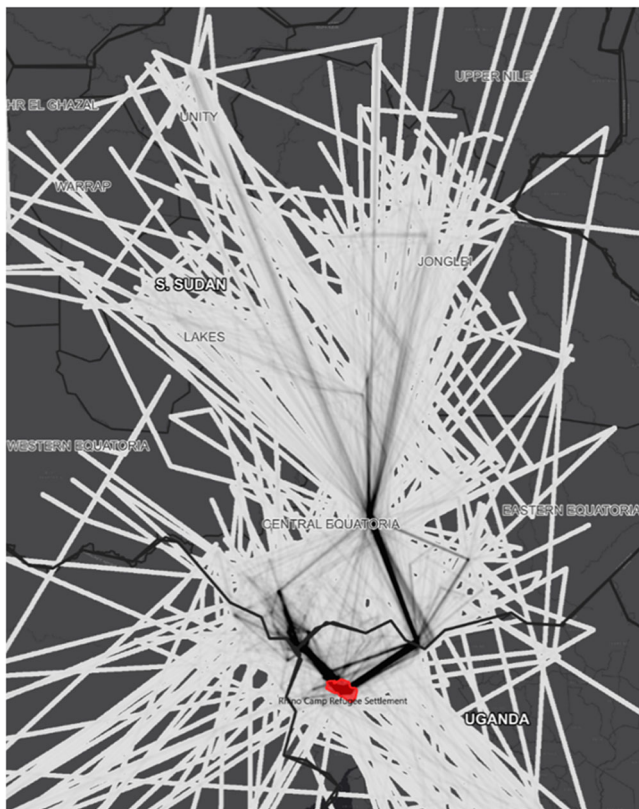 UPPER NILE
HR EL GHAZAL
UNITY
WARRAP
JONGLEI
S. SUDAN
LAKES
WESTERN EQUATORIA
EASTERN EQUATORIA
CENTRAL EQUATORIA
Rhino Camp Refugee Settlement
UGANDA